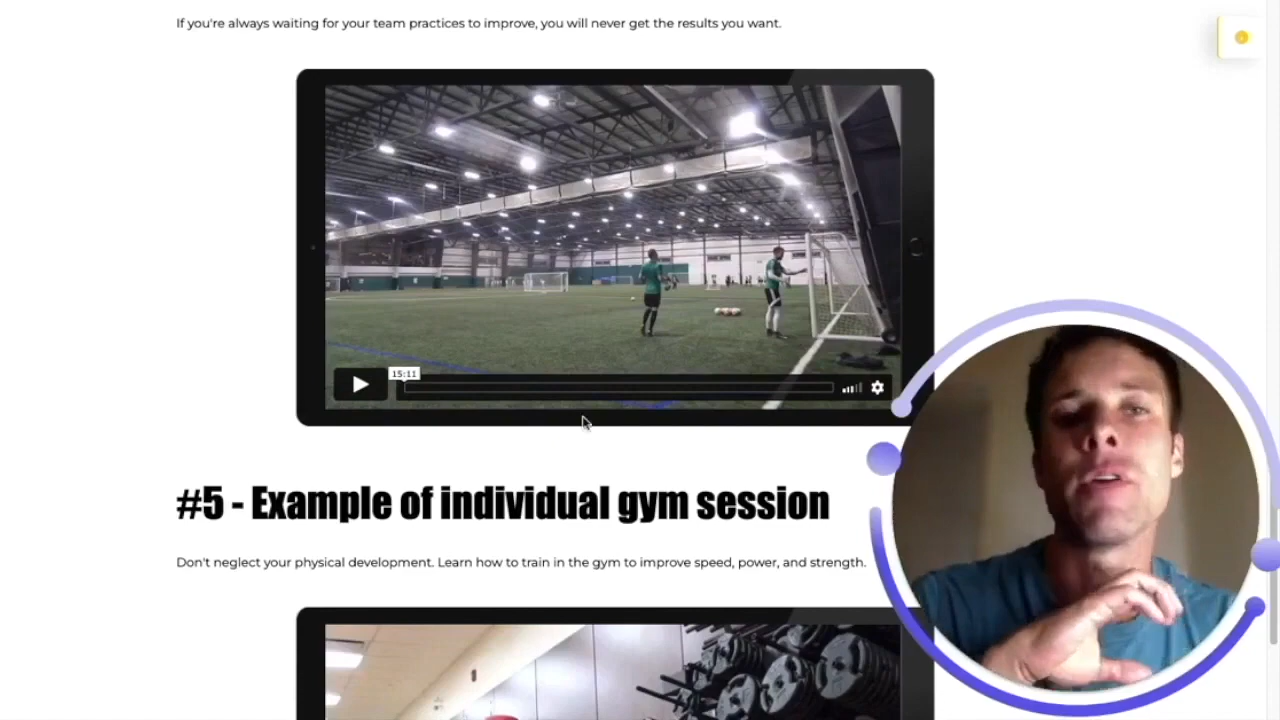 If you're always waiting for your team practices to improve, you will never get the results you want.
15:11
#5 - Example of individual gym session
Don't neglect your physical development. Learn how to train in the gym to improve speed, power, and strength.